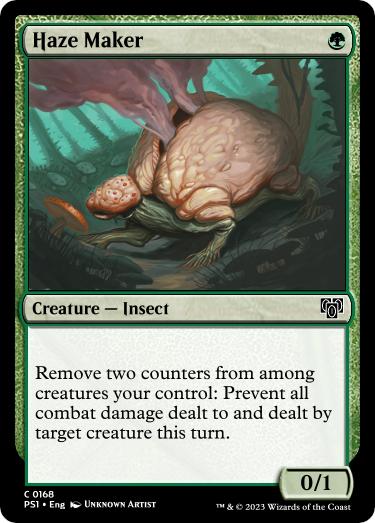 Haze Maker
Creature — Insect
Remove two counters from among
creatures your control: Prevent all
combat damage dealt to and dealt by
target creature this turn.
0/1
C 0168
PS1 • Eng Unknown Artist
™ & © 2023 Wizards of the Coast